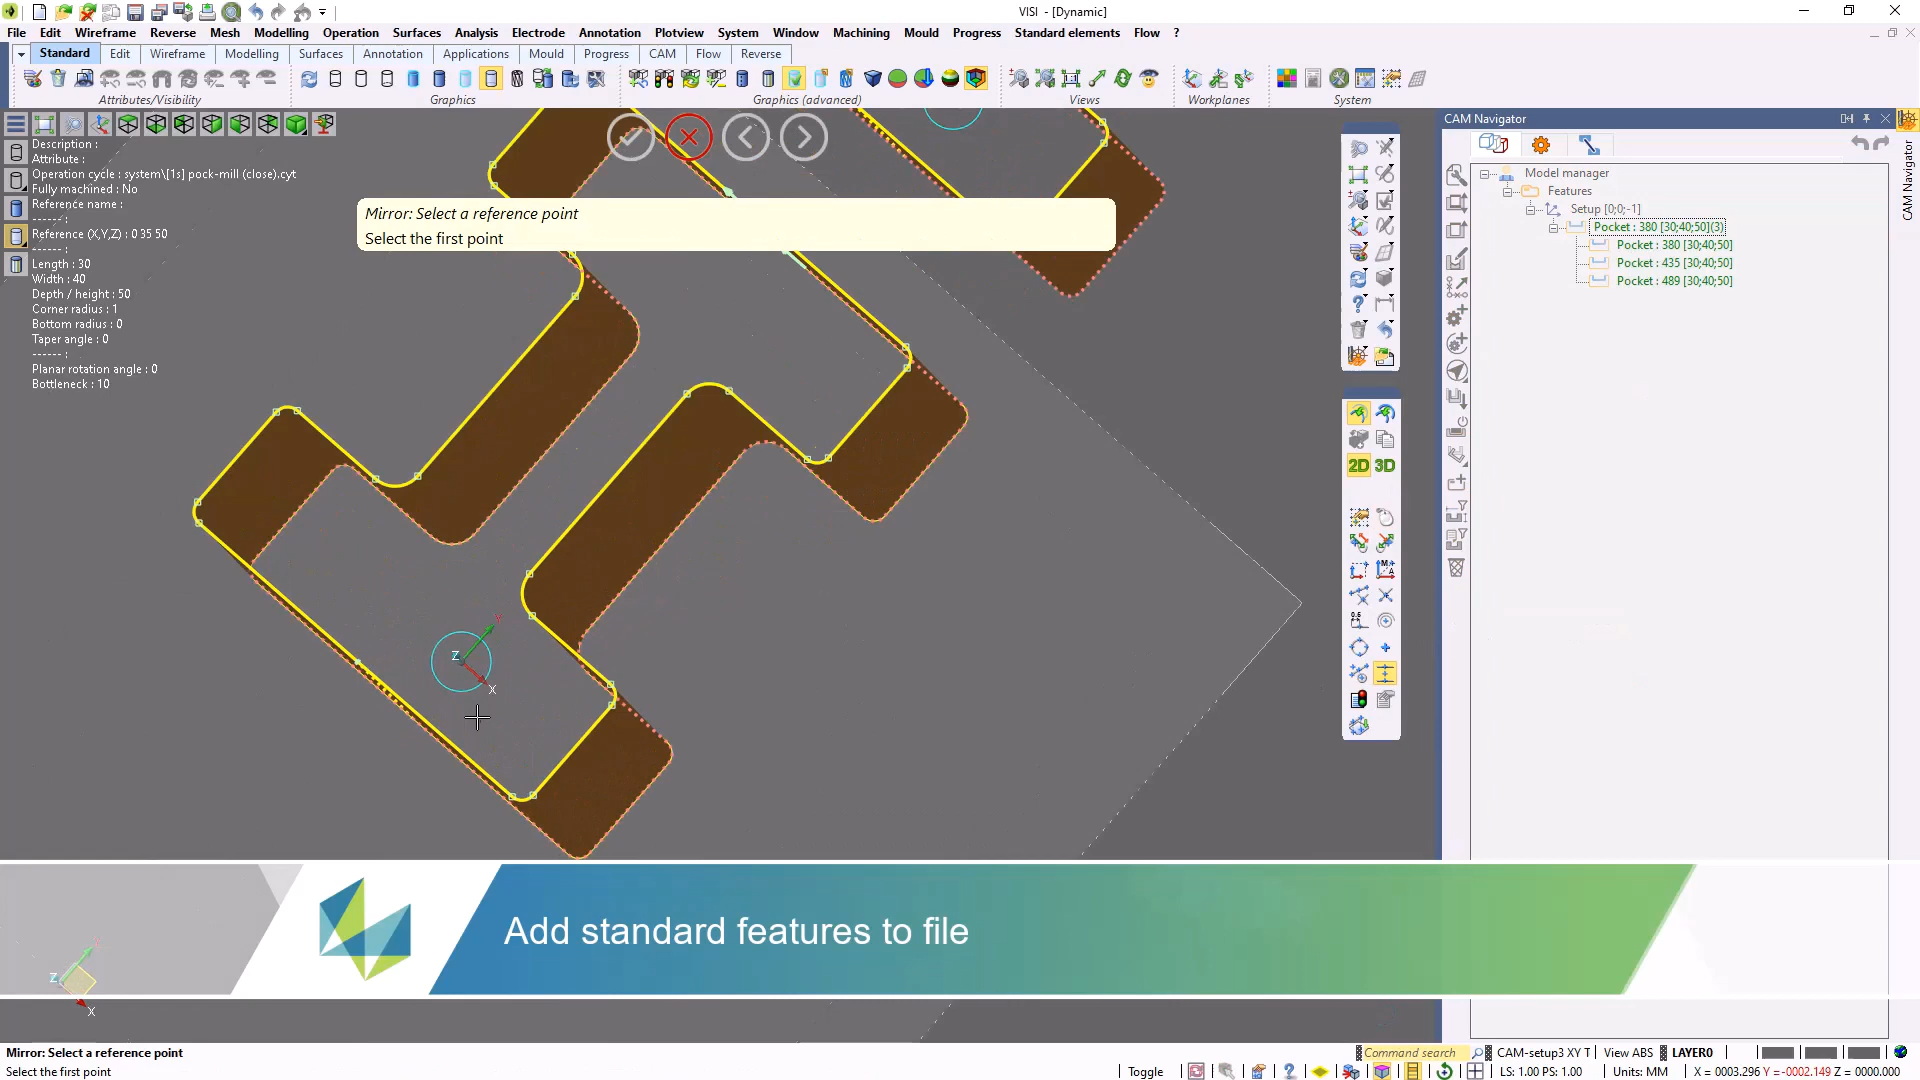 VISI - [Dynamic]
File Edit Wireframe Reverse Mesh Modelling Operation Surfaces Analysis Electrode Annotation Plotview System Window Machining Mould Progress Standard elements Flow ?
Standard Edit Wireframe Modelling Surfaces Annotation Applications Mould Progress CAM Flow Reverse
Attributes/Visibility Graphics Graphics (advanced) Views Workplanes System
CAM Navigator
CAM Navigator
Description :
Attribute :
Operation cycle : system\[1s] pock-mill (close).cyt
Fully machined : No
Reference name :
------ :
Reference (X,Y,Z) : 0 35 50
------ :
Length : 30
Width : 40
Depth / height : 50
Corner radius : 1
Bottom radius : 0
Taper angle : 0
------ :
Planar rotation angle : 0
Bottleneck : 10
Mirror: Select a reference point
Select the first point
Model manager
Features
Setup [0;0;-1]
Pocket : 380 [30;40;50](3)
Pocket : 380 [30;40;50]
Pocket : 435 [30;40;50]
Pocket : 489 [30;40;50]
2D 3D
0.5
Y
Z
X
Add standard features to file
Z
X
Mirror: Select a reference point
Command search CAM-setup3 XY T View ABS LAYER0
Select the first point
Toggle LS: 1.00 PS: 1.00 Units: MM X = 0003.296 Y =-0002.149 Z = 0000.000